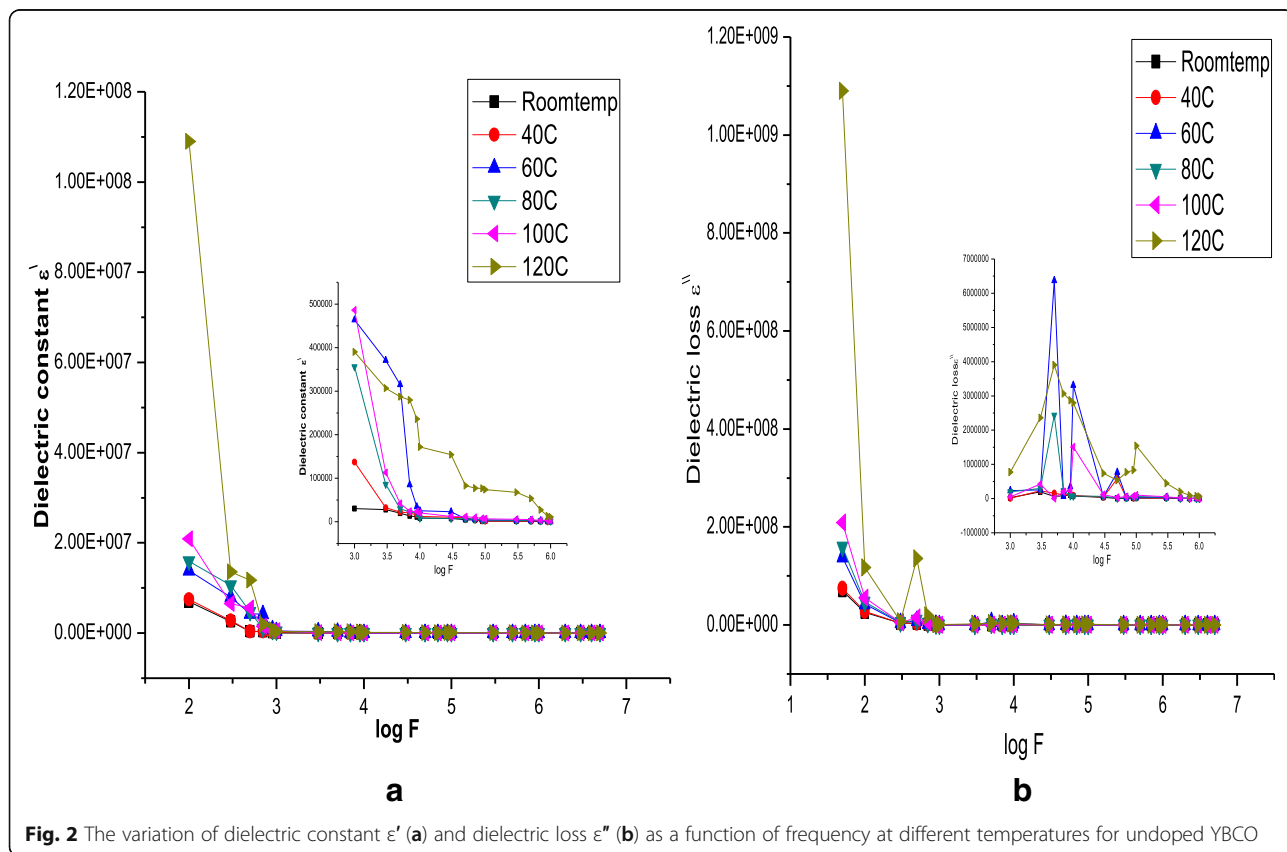 1.20E+008
1.00E+008
8.00E+007
6.00E+007
4.00E+007
2.00E+007
0.00E+000
Dielectric constant ε\
2
3
4
5
6
7
log F
Roomtemp
40C
60C
80C
100C
120C
500000
400000
300000
200000
100000
0
Dielectric constant ε\
3.0
3.5
4.0
4.5
5.0
5.5
6.0
log F
a
1.20E+009
1.00E+009
8.00E+008
6.00E+008
4.00E+008
2.00E+008
0.00E+000
Dielectric loss ε\\
1
2
3
4
5
6
7
log F
Roomtemp
40C
60C
80C
100C
120C
7000000
6000000
5000000
4000000
3000000
2000000
1000000
0
-1000000
Dielectric lossε\\
3.0
3.5
4.0
4.5
5.0
5.5
6.0
log F
b
Fig. 2 The variation of dielectric constant ε′ (a) and dielectric loss ε″ (b) as a function of frequency at different temperatures for undoped YBCO